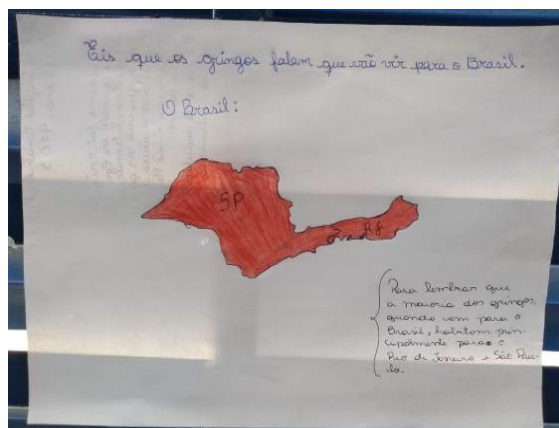 Eis que os gringos falam que vão vir para o Brasil.
O Brasil:
SP
RJ
Para lembrar que
a maioria dos gringos,
quando vem para o
Brasil, habitam prin-
cipalmente para o
Rio de Janeiro e São Pau-
lo.